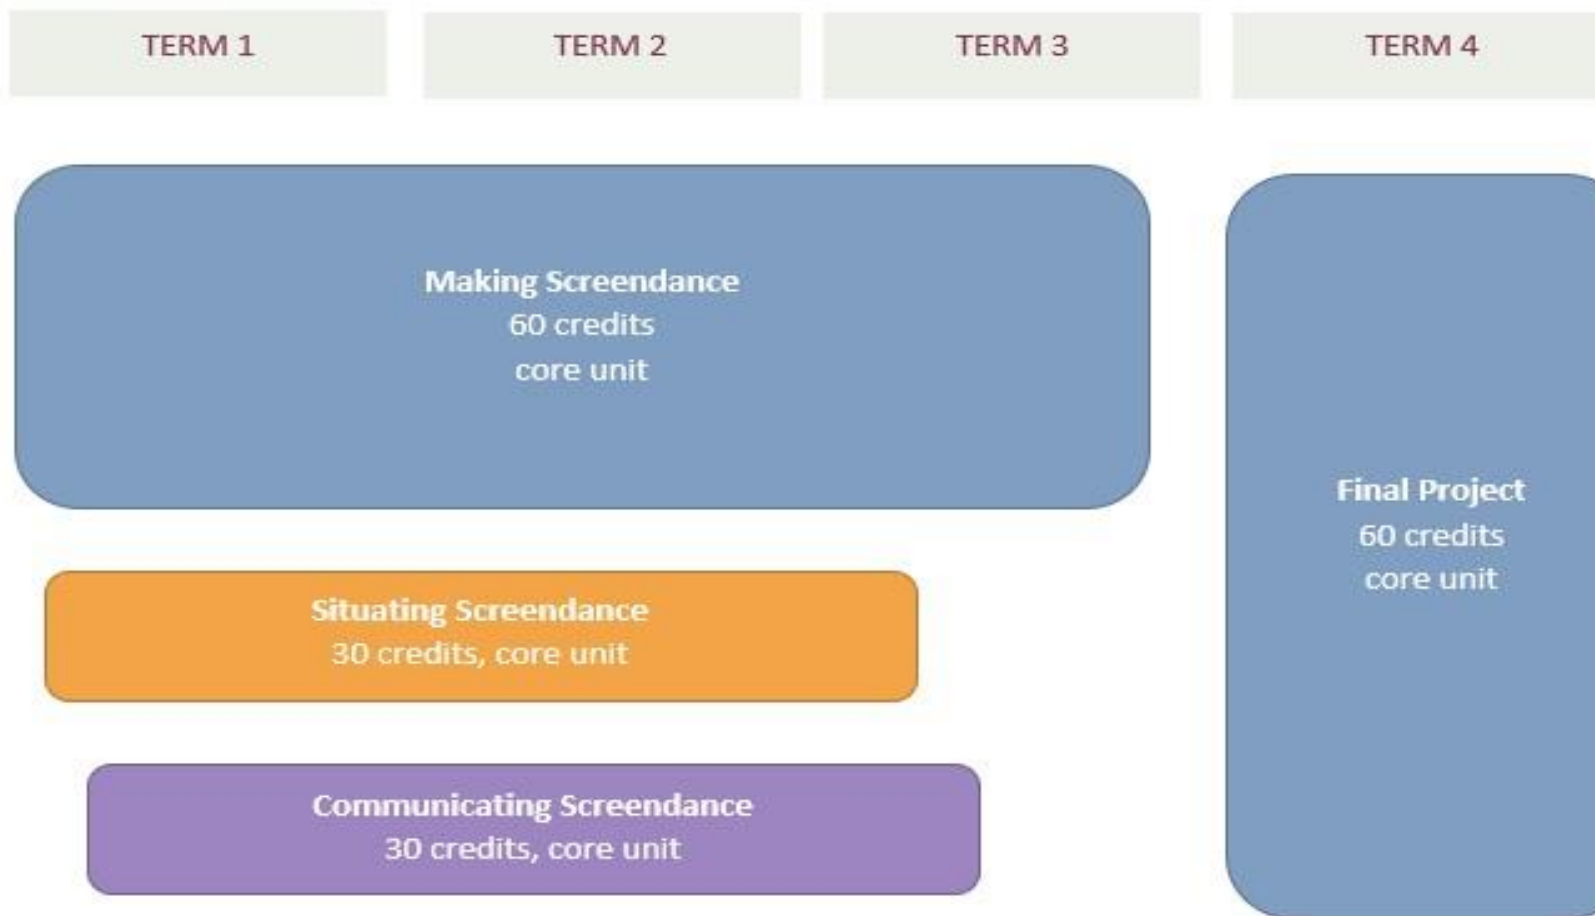 TERM 1
TERM 2
TERM 3
TERM 4
Making Screendance
60 credits
core unit
Final Project
60 credits
core unit
Situating Screendance
30 credits, core unit
Communicating Screendance
30 credits, core unit